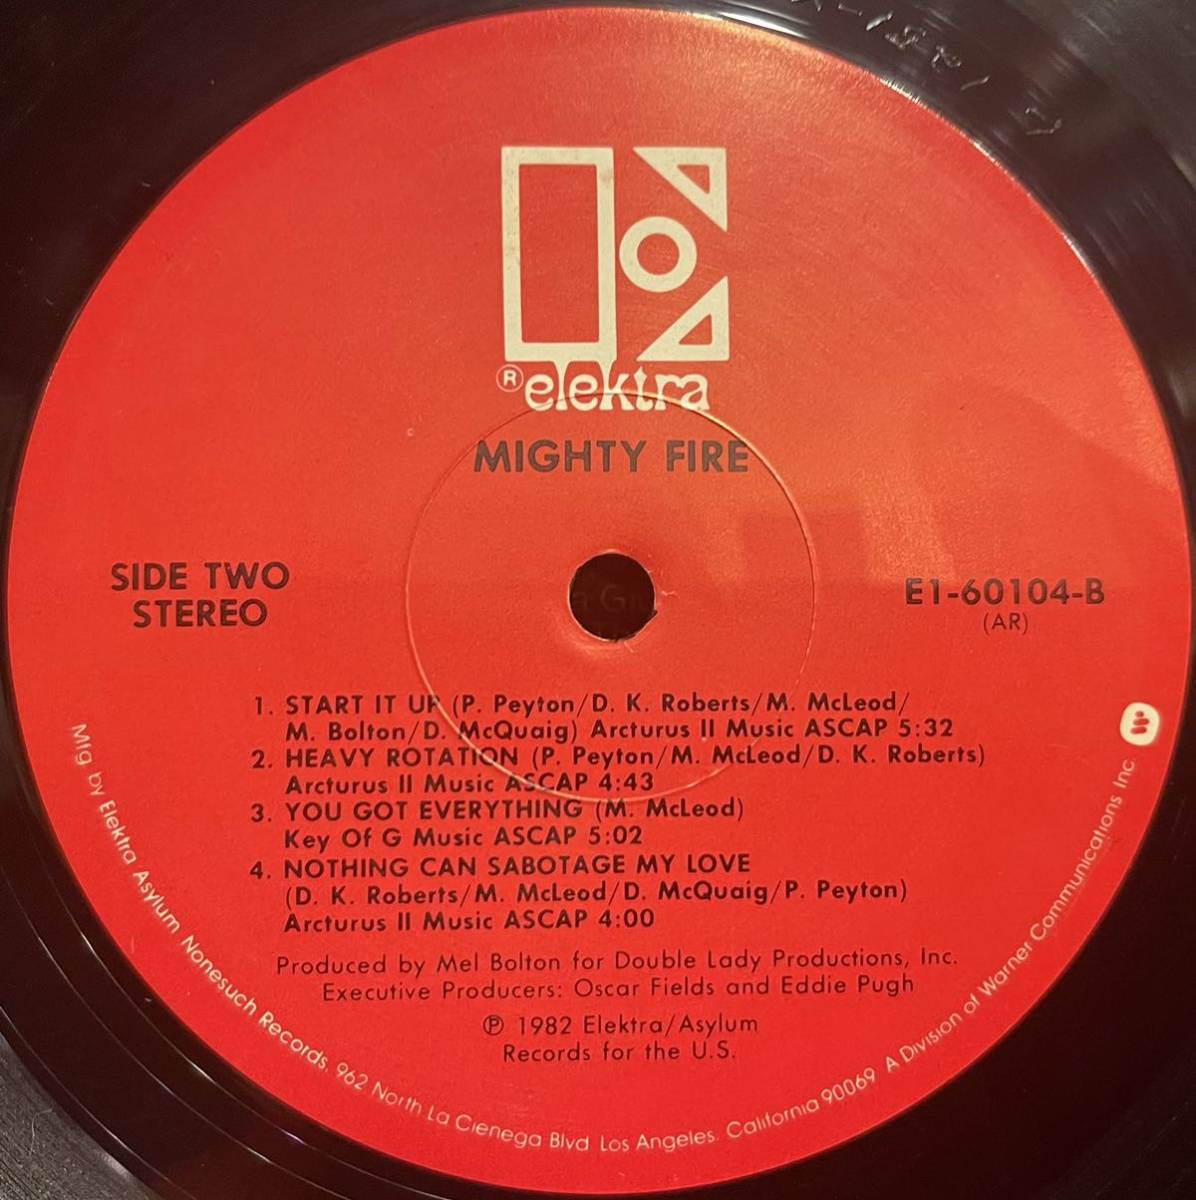 ® elektra
MIGHTY FIRE
SIDE TWO
STEREO
E1-60104-B
(AR)
1. START IT UP (P. Peyton/D. K. Roberts/M. McLeod/
M. Bolton/D. McQuaig) Arcturus II Music ASCAP 5:32
2. HEAVY ROTATION (P. Peyton/M. McLeod/D. K. Roberts)
Arcturus II Music ASCAP 4:43
3. YOU GOT EVERYTHING (M. McLeod)
Key Of G Music ASCAP 5:02
4. NOTHING CAN SABOTAGE MY LOVE
(D. K. Roberts/M. McLeod/D. McQuaig/P. Peyton)
Arcturus II Music ASCAP 4:00
Produced by Mel Bolton for Double Lady Productions, Inc.
Executive Producers: Oscar Fields and Eddie Pugh
℗ 1982 Elektra/Asylum
Records for the U.S.
Mfg by Elektra Asylum Nonesuch Records, 962 North La Cienega Blvd Los Angeles, California 90069 A Division of Warner Communications Inc